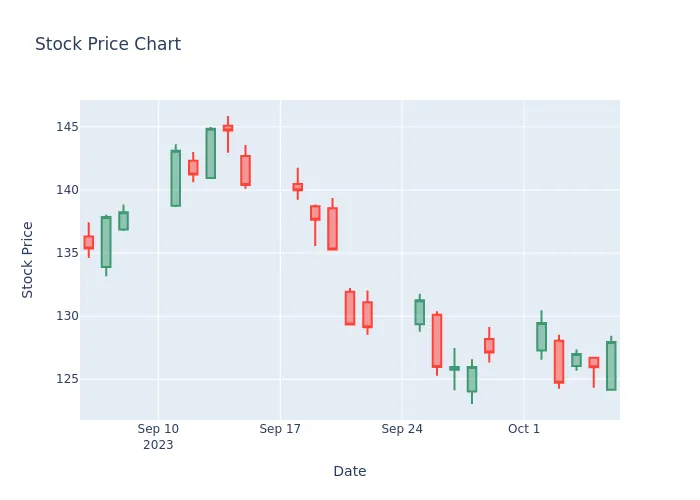 Stock Price Chart
145
140
135
130
125
Stock Price
Sep 10
2023
Sep 17
Sep 24
Oct 1
Date